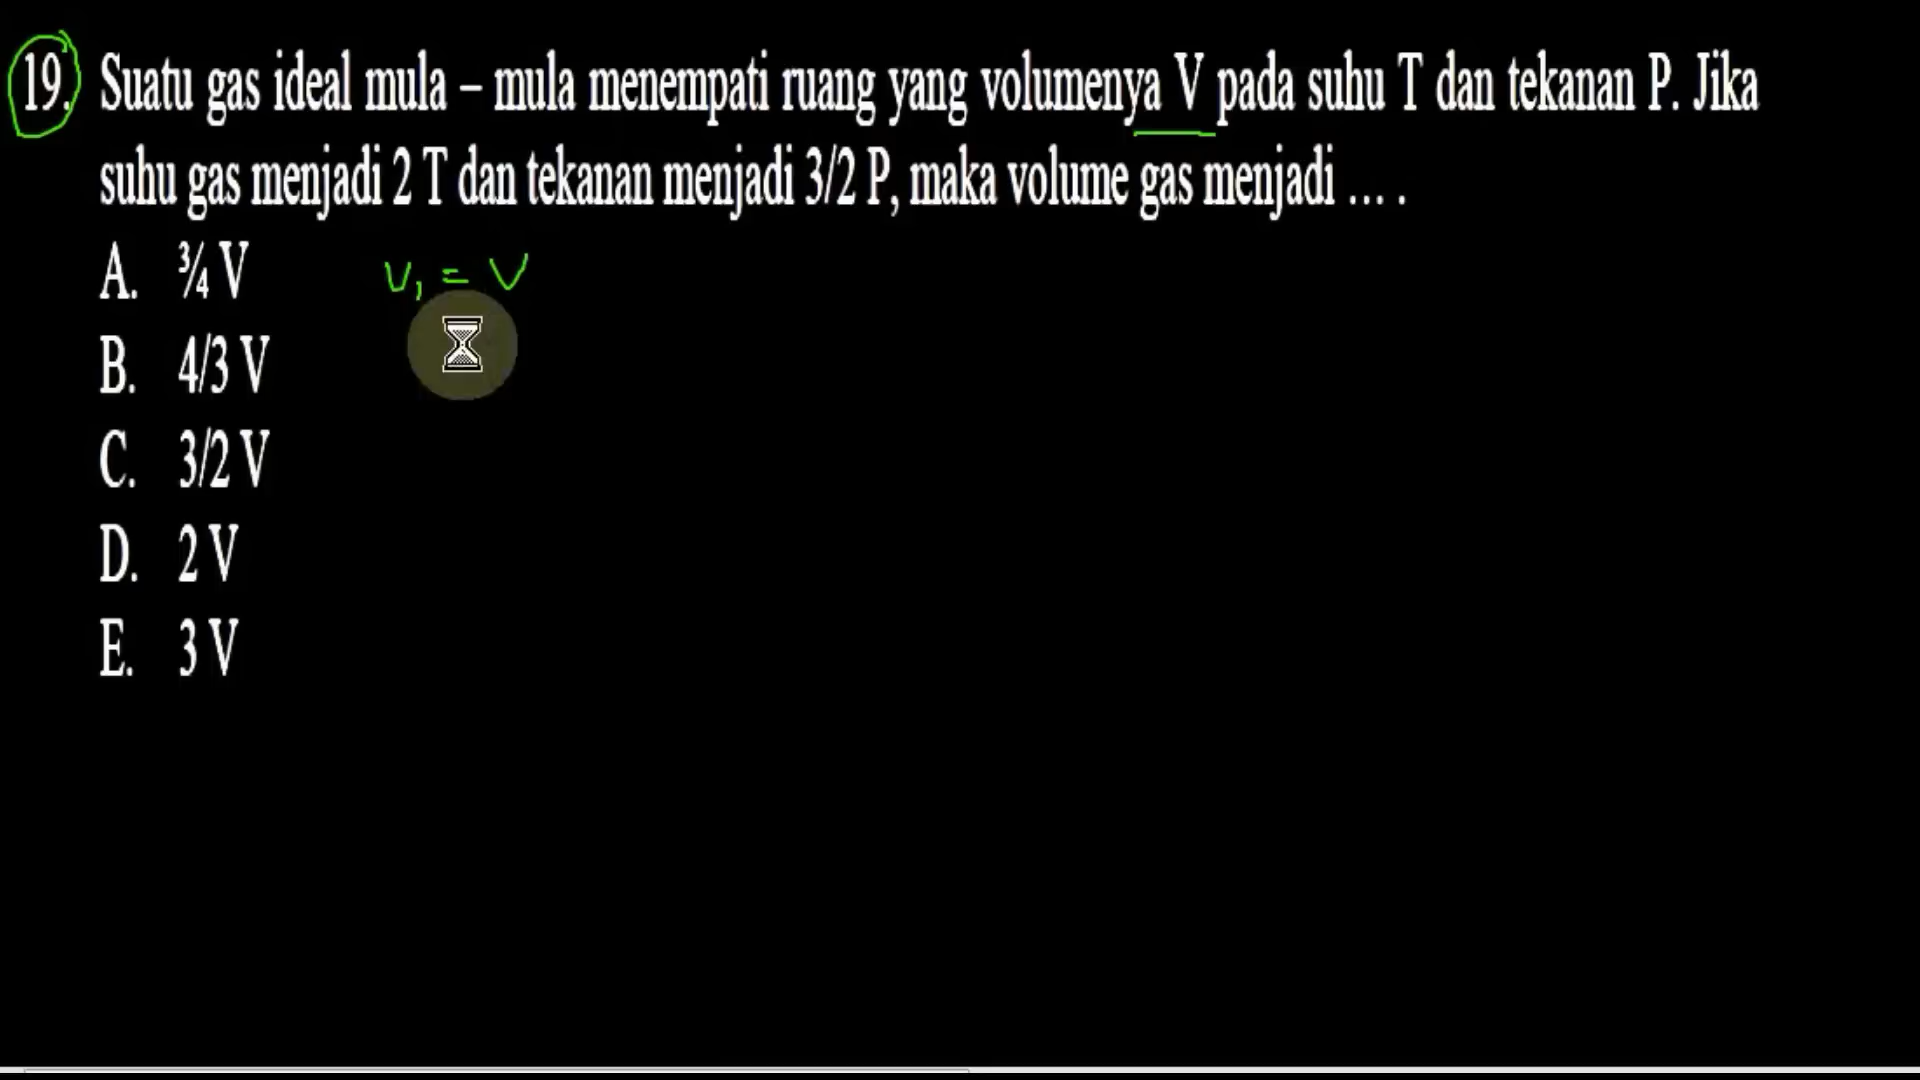 19. Suatu gas ideal mula – mula menempati ruang yang volumenya V pada suhu T dan tekanan P. Jika
suhu gas menjadi 2 T dan tekanan menjadi 3/2 P, maka volume gas menjadi ... .
A. ¾ V
V₁ = V
B. 4/3 V
C. 3/2 V
D. 2 V
E. 3 V